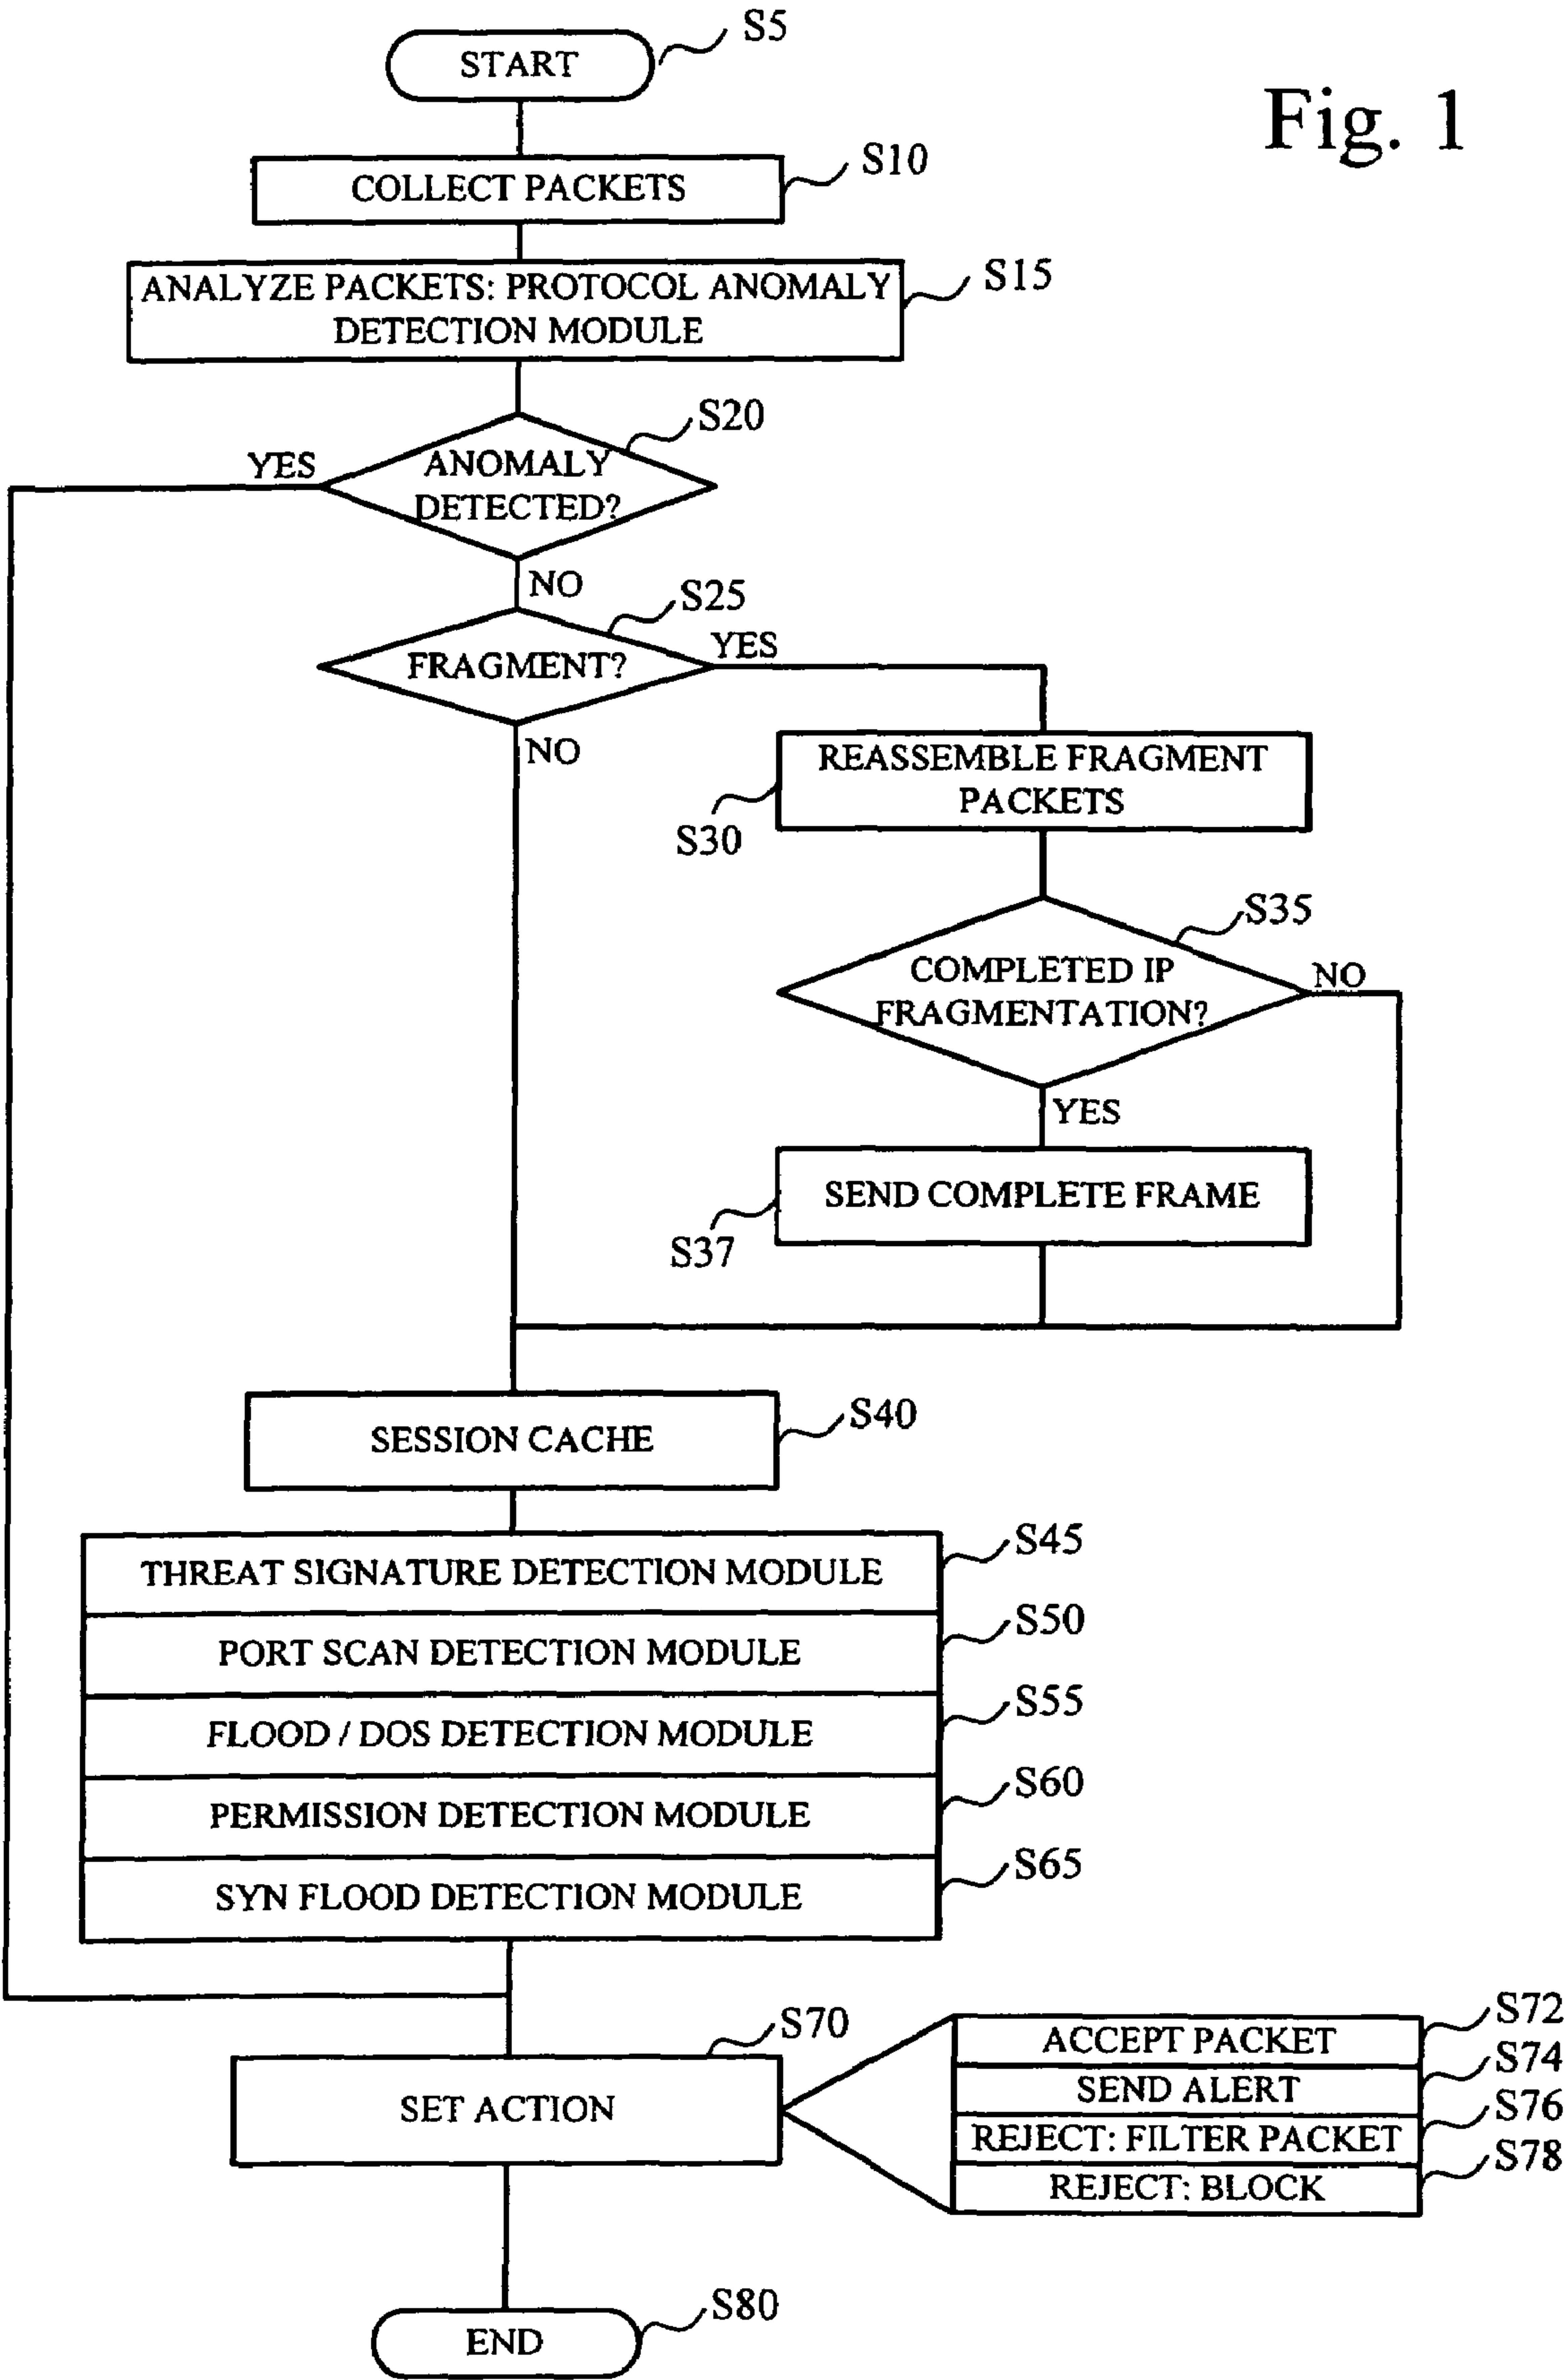 S5
START
Fig. 1
S10
COLLECT PACKETS
S15
ANALYZE PACKETS: PROTOCOL ANOMALY
DETECTION MODULE
S20
YES
ANOMALY
DETECTED?
NO
S25
YES
FRAGMENT?
NO
REASSEMBLE FRAGMENT
PACKETS
S30
S35
COMPLETED IP
FRAGMENTATION?
NO
YES
SEND COMPLETE FRAME
S37
S40
SESSION CACHE
S45
THREAT SIGNATURE DETECTION MODULE
S50
PORT SCAN DETECTION MODULE
S55
FLOOD / DOS DETECTION MODULE
S60
PERMISSION DETECTION MODULE
S65
SYN FLOOD DETECTION MODULE
S70
SET ACTION
S72
ACCEPT PACKET
S74
SEND ALERT
S76
REJECT: FILTER PACKET
S78
REJECT: BLOCK
S80
END